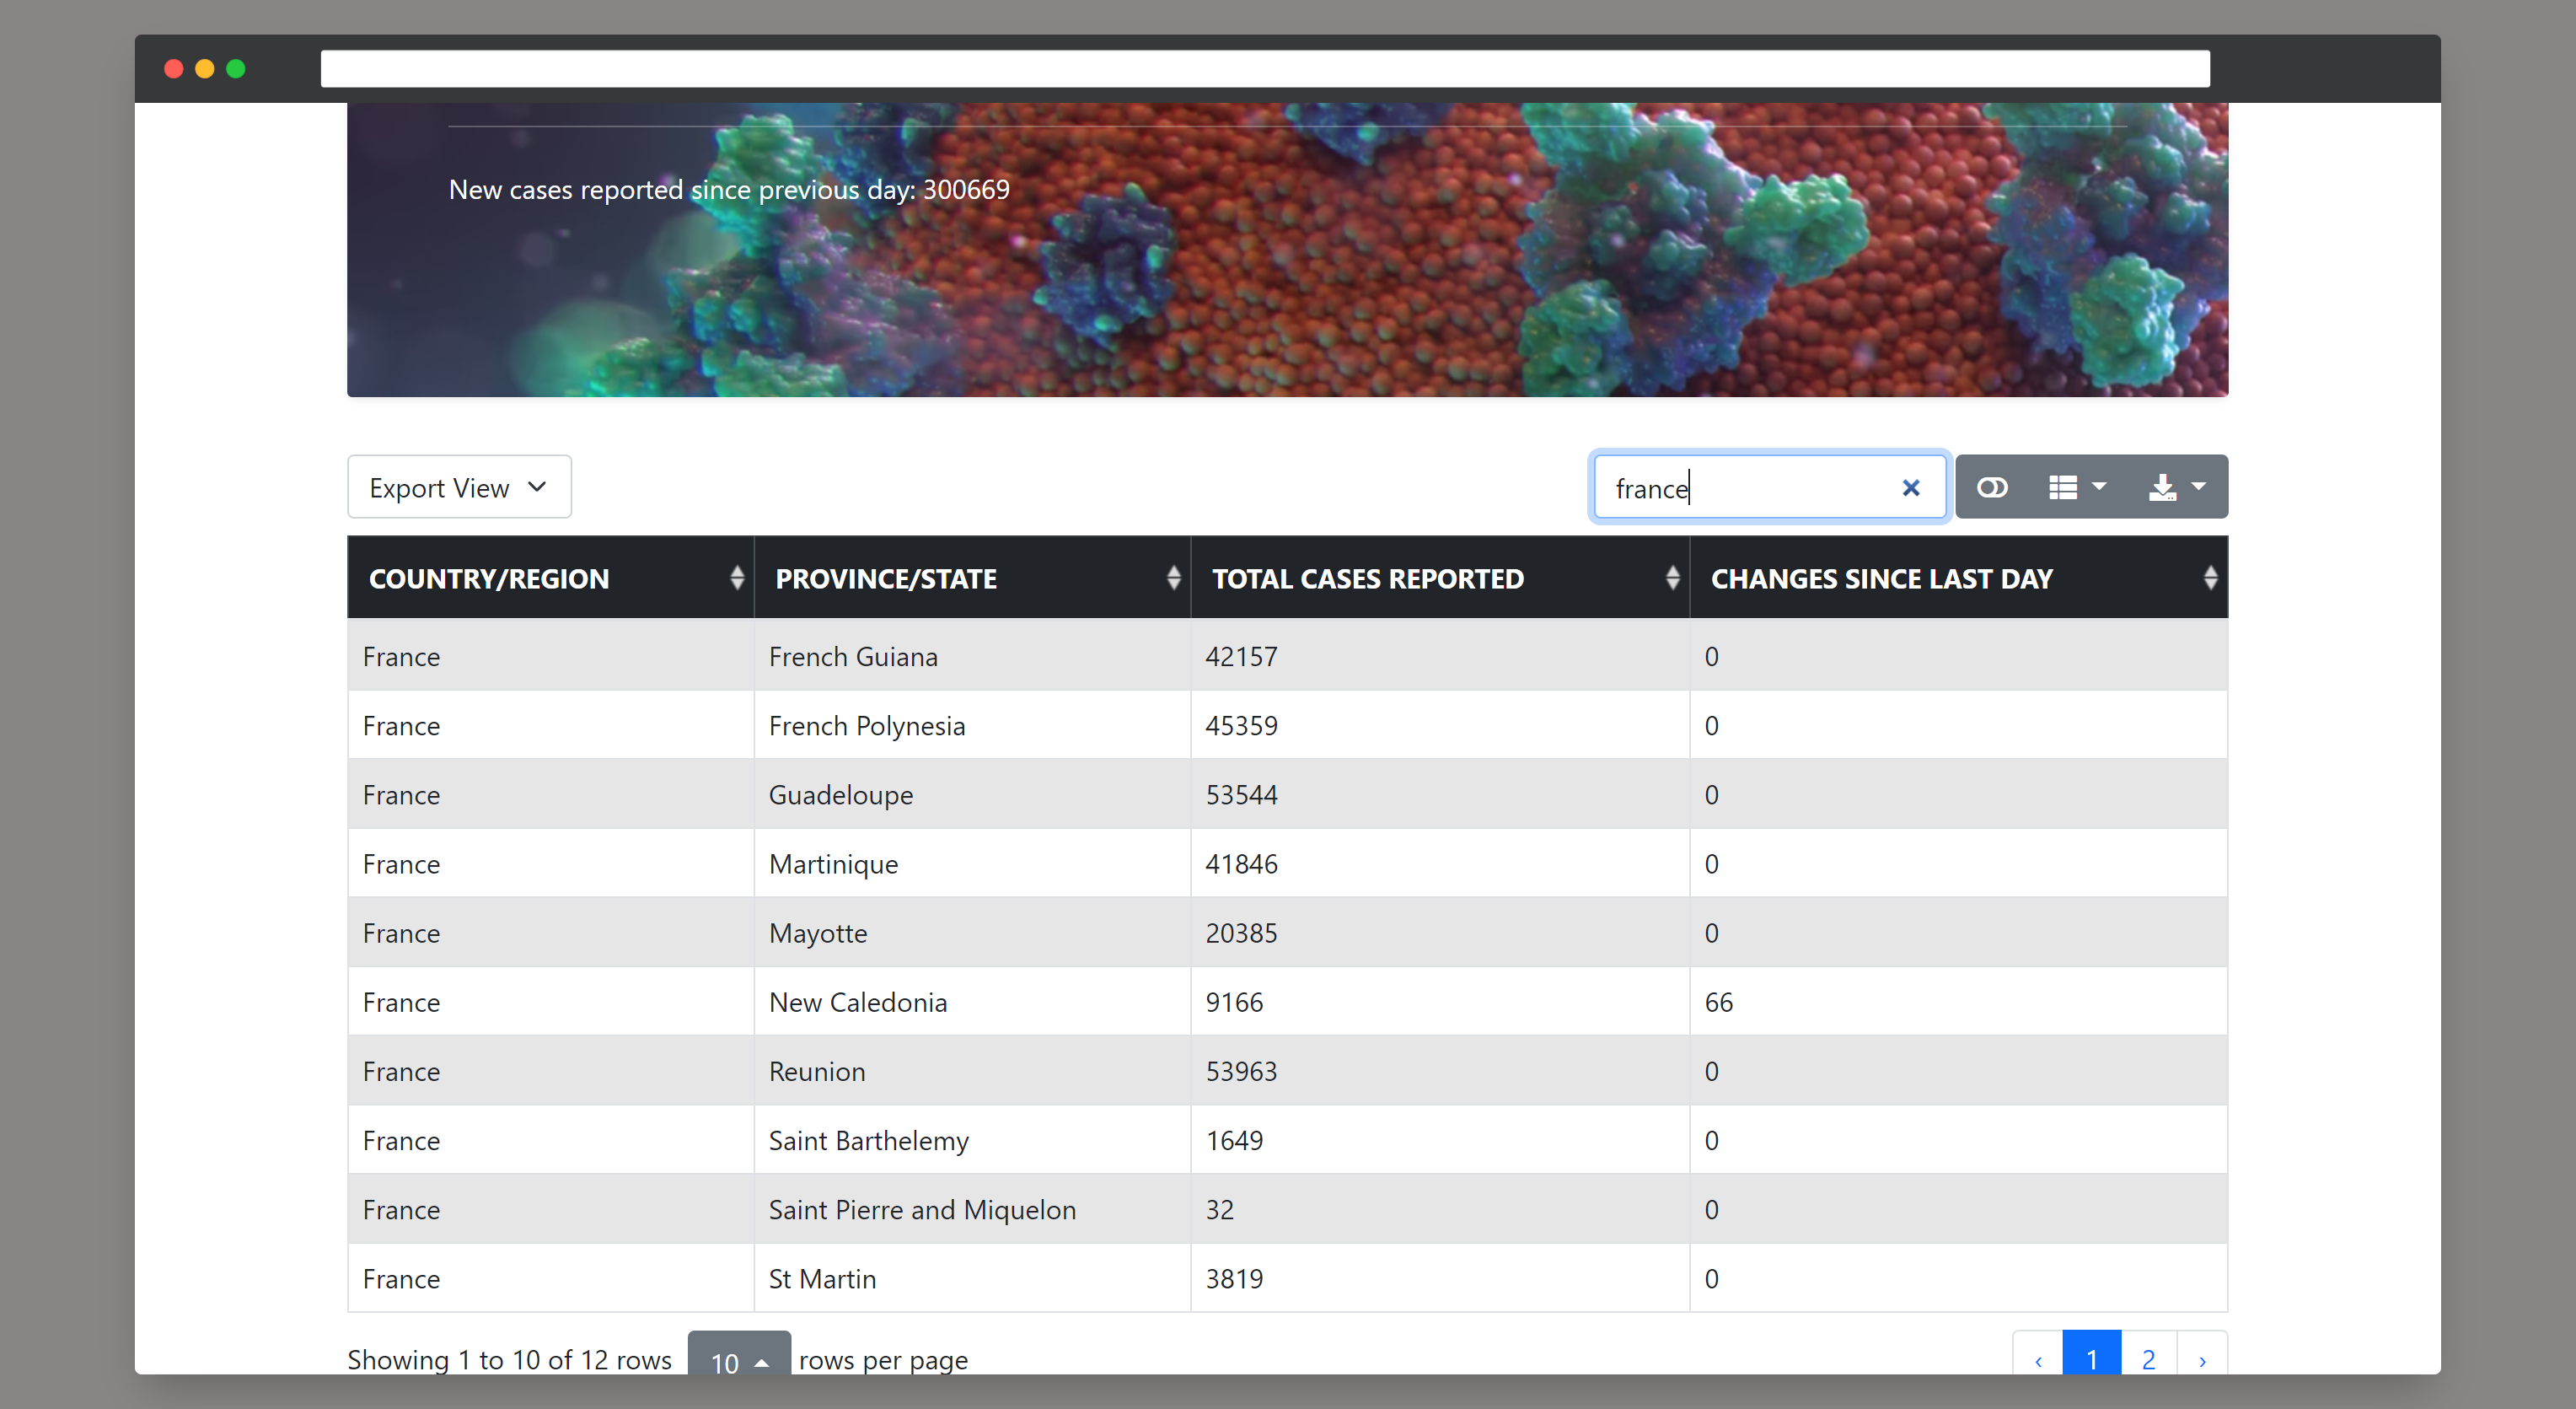 New cases reported since previous day: 300669
Export View
france
COUNTRY/REGION PROVINCE/STATE TOTAL CASES REPORTED CHANGES SINCE LAST DAY
France French Guiana 42157 0
France French Polynesia 45359 0
France Guadeloupe 53544 0
France Martinique 41846 0
France Mayotte 20385 0
France New Caledonia 9166 66
France Reunion 53963 0
France Saint Barthelemy 1649 0
France Saint Pierre and Miquelon 32 0
France St Martin 3819 0
Showing 1 to 10 of 12 rows 10 rows per page ‹ 1 2 ›